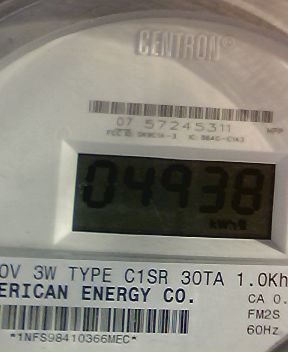 CENTRON®
07 57245311
04938
kWh
0V 3W TYPE C1SR 30TA 1.0Kh
ERICAN ENERGY CO.
CA 0.
FM2S
60Hz
*1NFS98410366MEC*